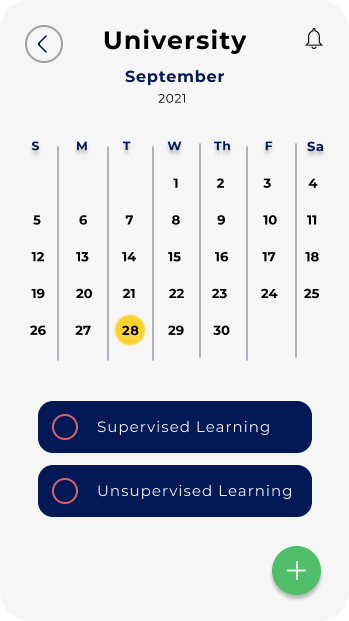 University
September
2021
S M T W Th F Sa
1 2 3 4
5 6 7 8 9 10 11
12 13 14 15 16 17 18
19 20 21 22 23 24 25
26 27 28 29 30
Supervised Learning
Unsupervised Learning